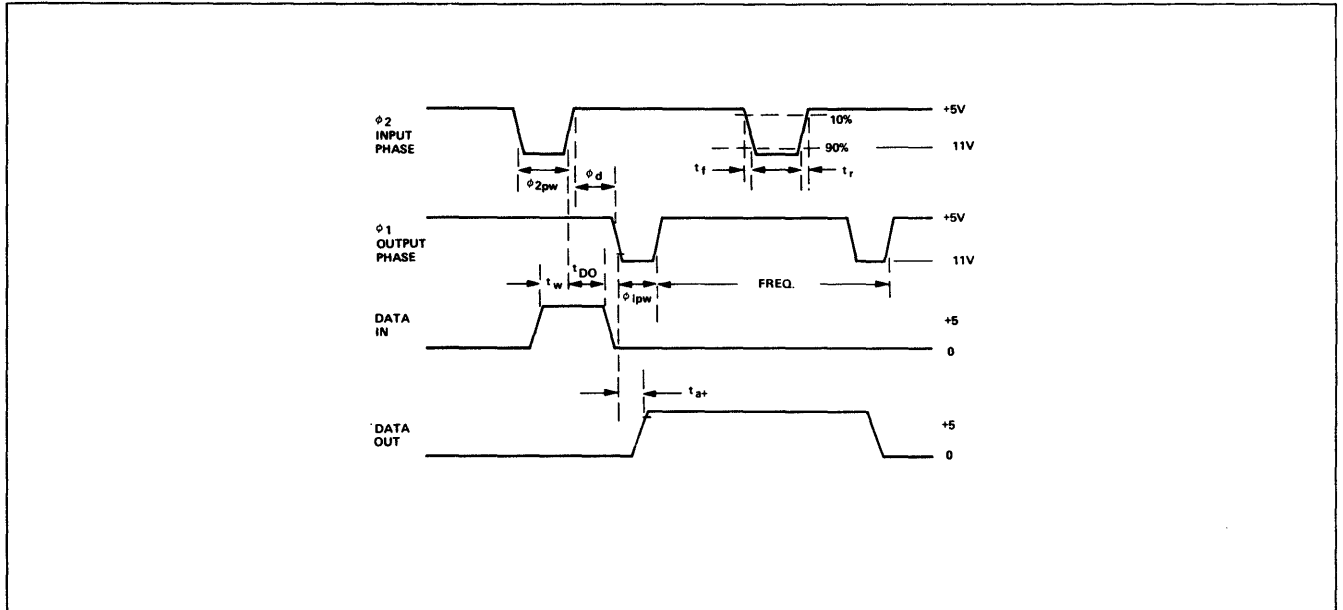 φ2
INPUT
PHASE
+5V
10%
90%
11V
tf
tr
φ2pw
φd
φ1
OUTPUT
PHASE
+5V
11V
tw
tDO
φipw
FREQ.
DATA
IN
+5
0
ta+
DATA
OUT
+5
0